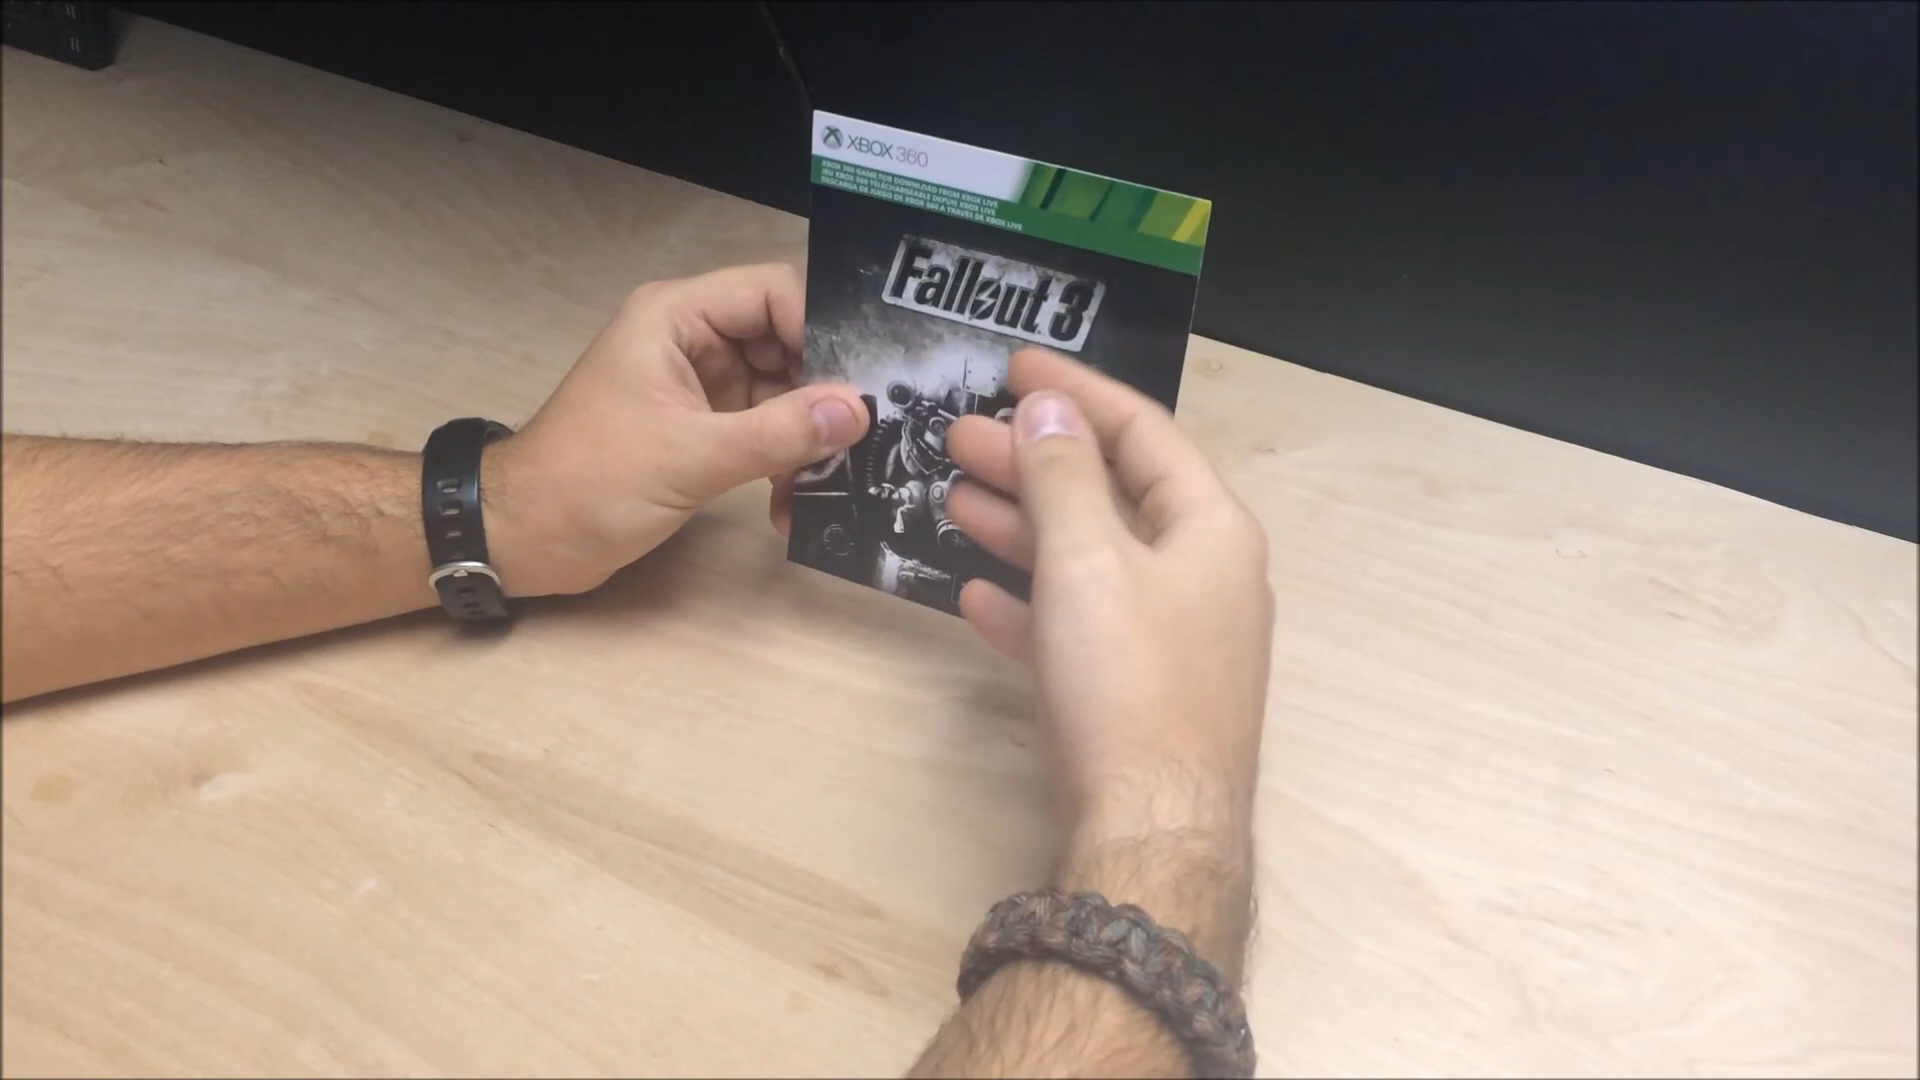 XBOX 360
XBOX 360 GAME FOR DOWNLOAD FROM XBOX LIVE
JEU XBOX 360 TÉLÉCHARGEABLE DEPUIS XBOX LIVE
DESCARGA DE JUEGO DE XBOX 360 A TRAVÉS DE XBOX LIVE
Fallout 3